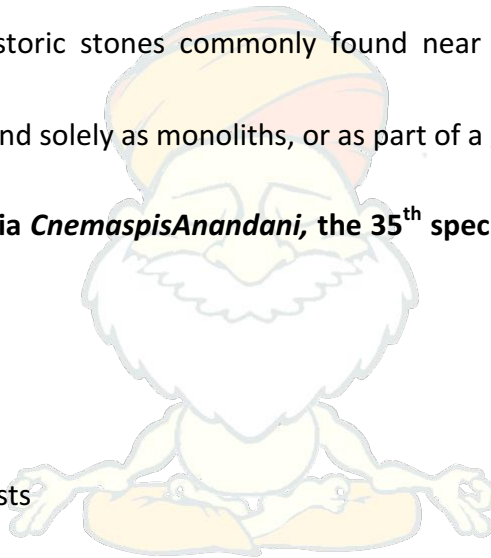 storic stones commonly found near
nd solely as monoliths, or as part of a
ia CnemaspisAnandani, the 35th spec
sts